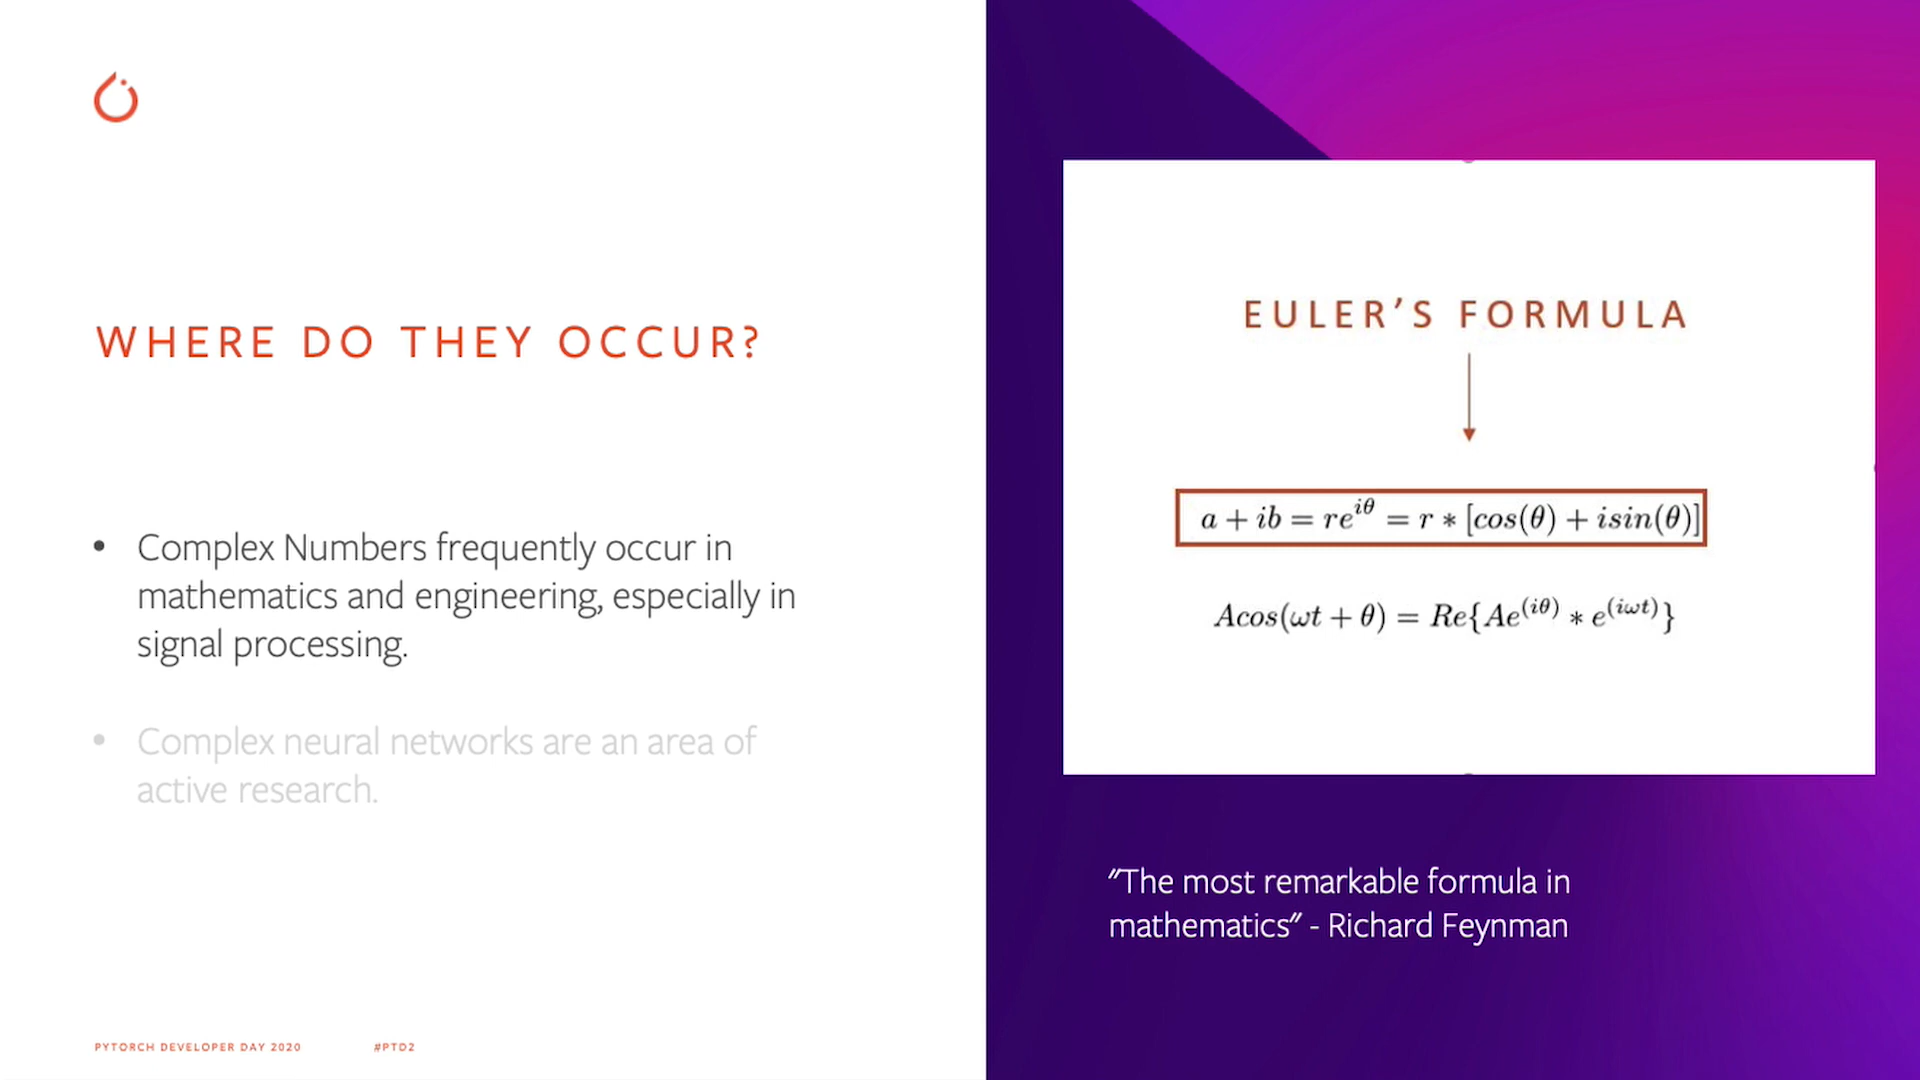 WHERE DO THEY OCCUR?
• Complex Numbers frequently occur in
mathematics and engineering, especially in
signal processing.
• Complex neural networks are an area of
active research.
PYTORCH DEVELOPER DAY 2020 #PTD2
EULER'S FORMULA
a + ib = re^{iθ} = r * [cos(θ) + isin(θ)]
Acos(ωt + θ) = Re{Ae^{(iθ)} * e^{(iωt)}}
"The most remarkable formula in
mathematics" - Richard Feynman